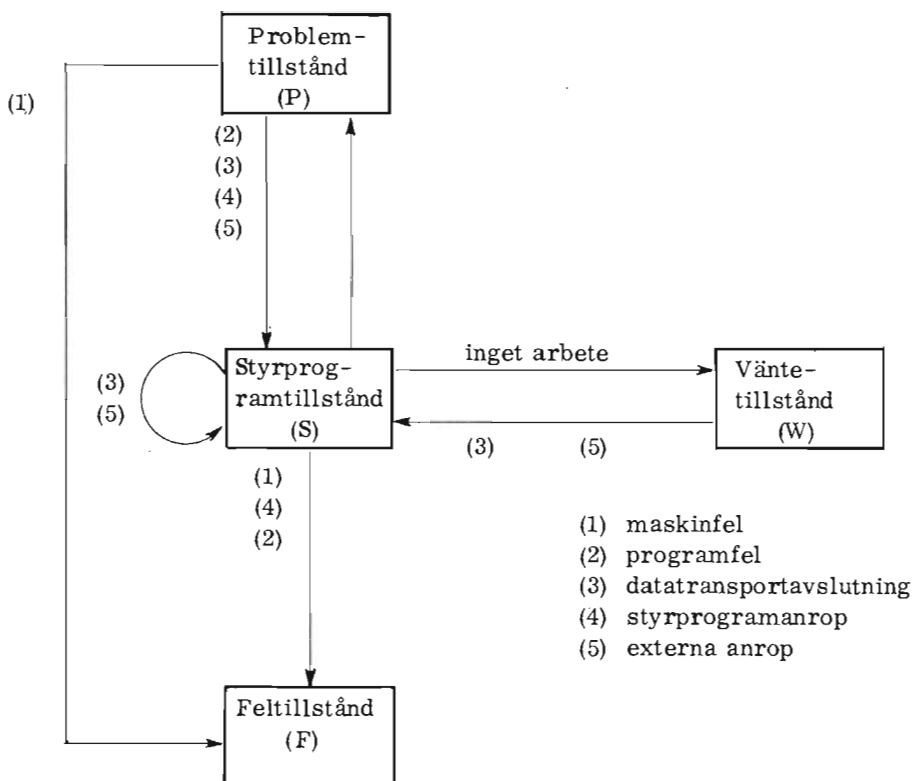 Problem-
tillstånd
(P)
(1)
(2)
(3)
(4)
(5)
Styrprog-
ramtillstånd
(S)
(3)
(5)
inget arbete
(3) (5)
Vänte-
tillstånd
(W)
(1)
(4)
(2)
(1) maskinfel
(2) programfel
(3) datatransportavslutning
(4) styrprogramanrop
(5) externa anrop
Feltillstånd
(F)